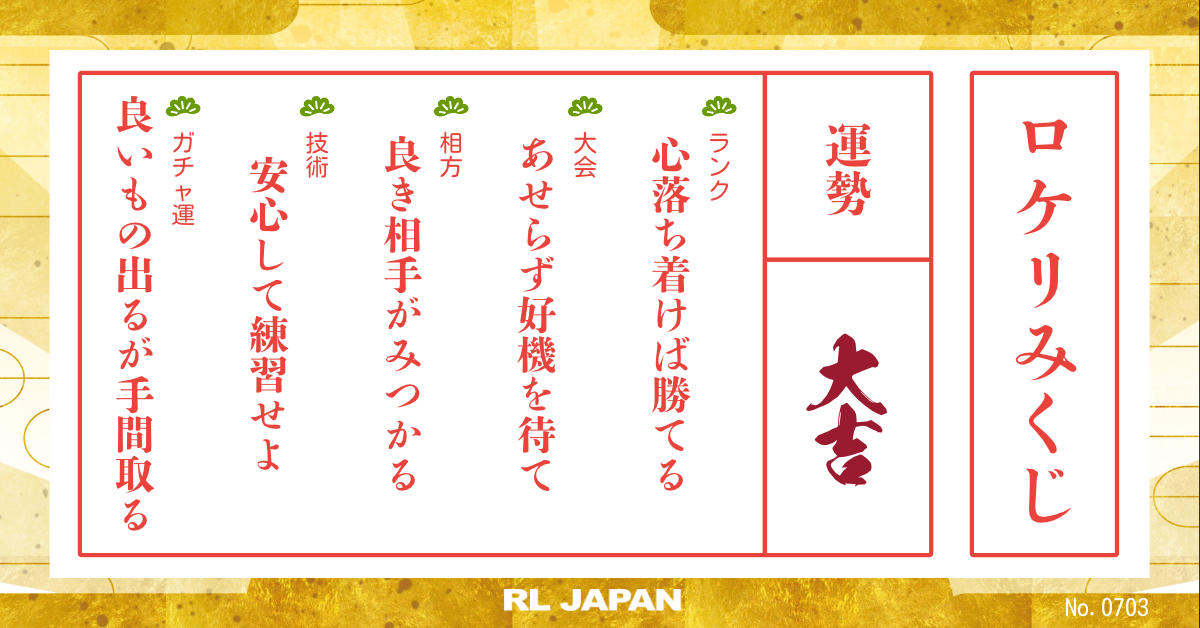 ロケリみくじ
運勢
大吉
ランク
心落ち着けば勝てる
大会
あせらず好機を待て
相方
良き相手がみつかる
技術
安心して練習せよ
ガチャ運
良いもの出るが手間取る
RL JAPAN
No. 0703